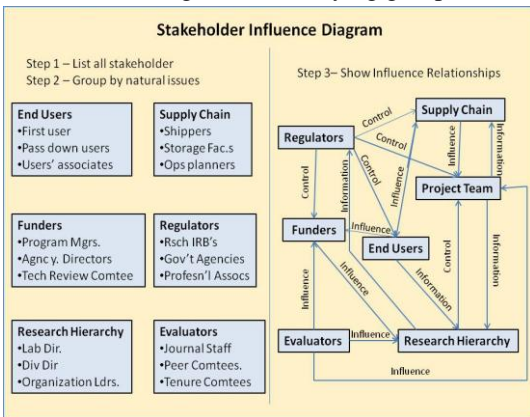 Stakeholder Influence Diagram
Step 1 – List all stakeholder
Step 2 – Group by natural issues
End Users
•First user
•Pass down users
•Users' associates
Supply Chain
•Shippers
•Storage Fac.s
•Ops planners
Funders
•Program Mgrs.
•Agnc y. Directors
•Tech Review Comtee
Regulators
•Rsch IRB's
•Gov't Agencies
•Profesn'l Assocs
Research Hierarchy
•Lab Dir.
•Div Dir
•Organization Ldrs.
Evaluators
•Journal Staff
•Peer Comtees.
•Tenure Comtees
Step 3– Show Influence Relationships
Supply Chain
Regulators
Control
Control
Influence
Information
Control
Control
Information
Influence
Project Team
Funders
Influence
End Users
Influence
Information
Control
Information
Influence
Evaluators
Influence
Research Hierarchy
Influence